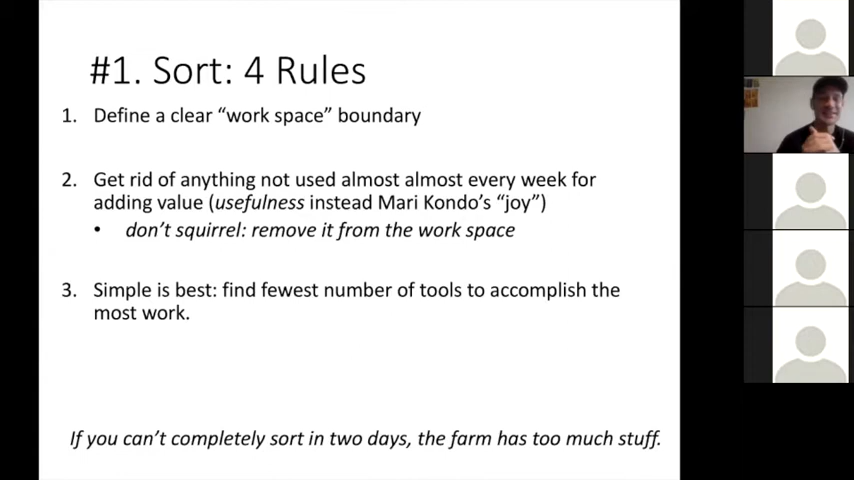 #1. Sort: 4 Rules
1. Define a clear “work space” boundary
2. Get rid of anything not used almost almost every week for
adding value (usefulness instead Mari Kondo’s “joy”)
• don’t squirrel: remove it from the work space
3. Simple is best: find fewest number of tools to accomplish the
most work.
If you can’t completely sort in two days, the farm has too much stuff.